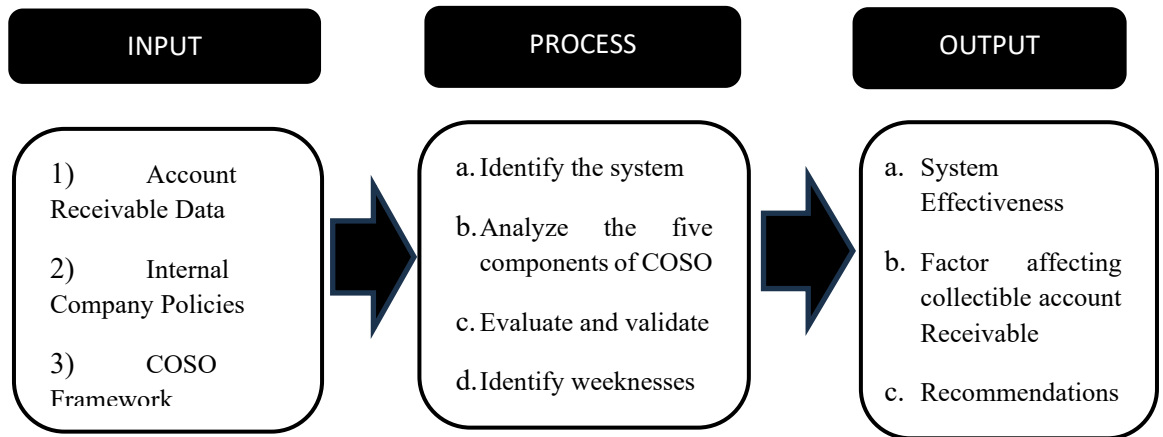 INPUT
PROCESS
OUTPUT
1) Account
Receivable Data
2) Internal
Company Policies
3) COSO
Framework
a. Identify the system
b. Analyze the five
components of COSO
c. Evaluate and validate
d. Identify weeknesses
a. System
Effectiveness
b. Factor affecting
collectible account
Receivable
c. Recommendations